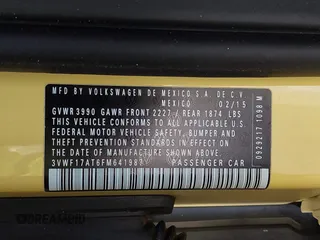 MFD. BY VOLKSWAGEN DE MEXICO S.A. DE C.V.
MEXICO 02/15
GVWR 3990 GAWR FRONT 2227 / REAR 1874 LBS
THIS VEHICLE CONFORMS TO ALL APPLICABLE U.S.
FEDERAL MOTOR VEHICLE SAFETY, BUMPER AND
THEFT PREVENTION STANDARDS IN EFFECT ON THE
DATE OF MANUFACTURE SHOWN ABOVE.
3VWF17AT6FM641987 PASSENGER CAR
0929217 1098 M
DREAMBID